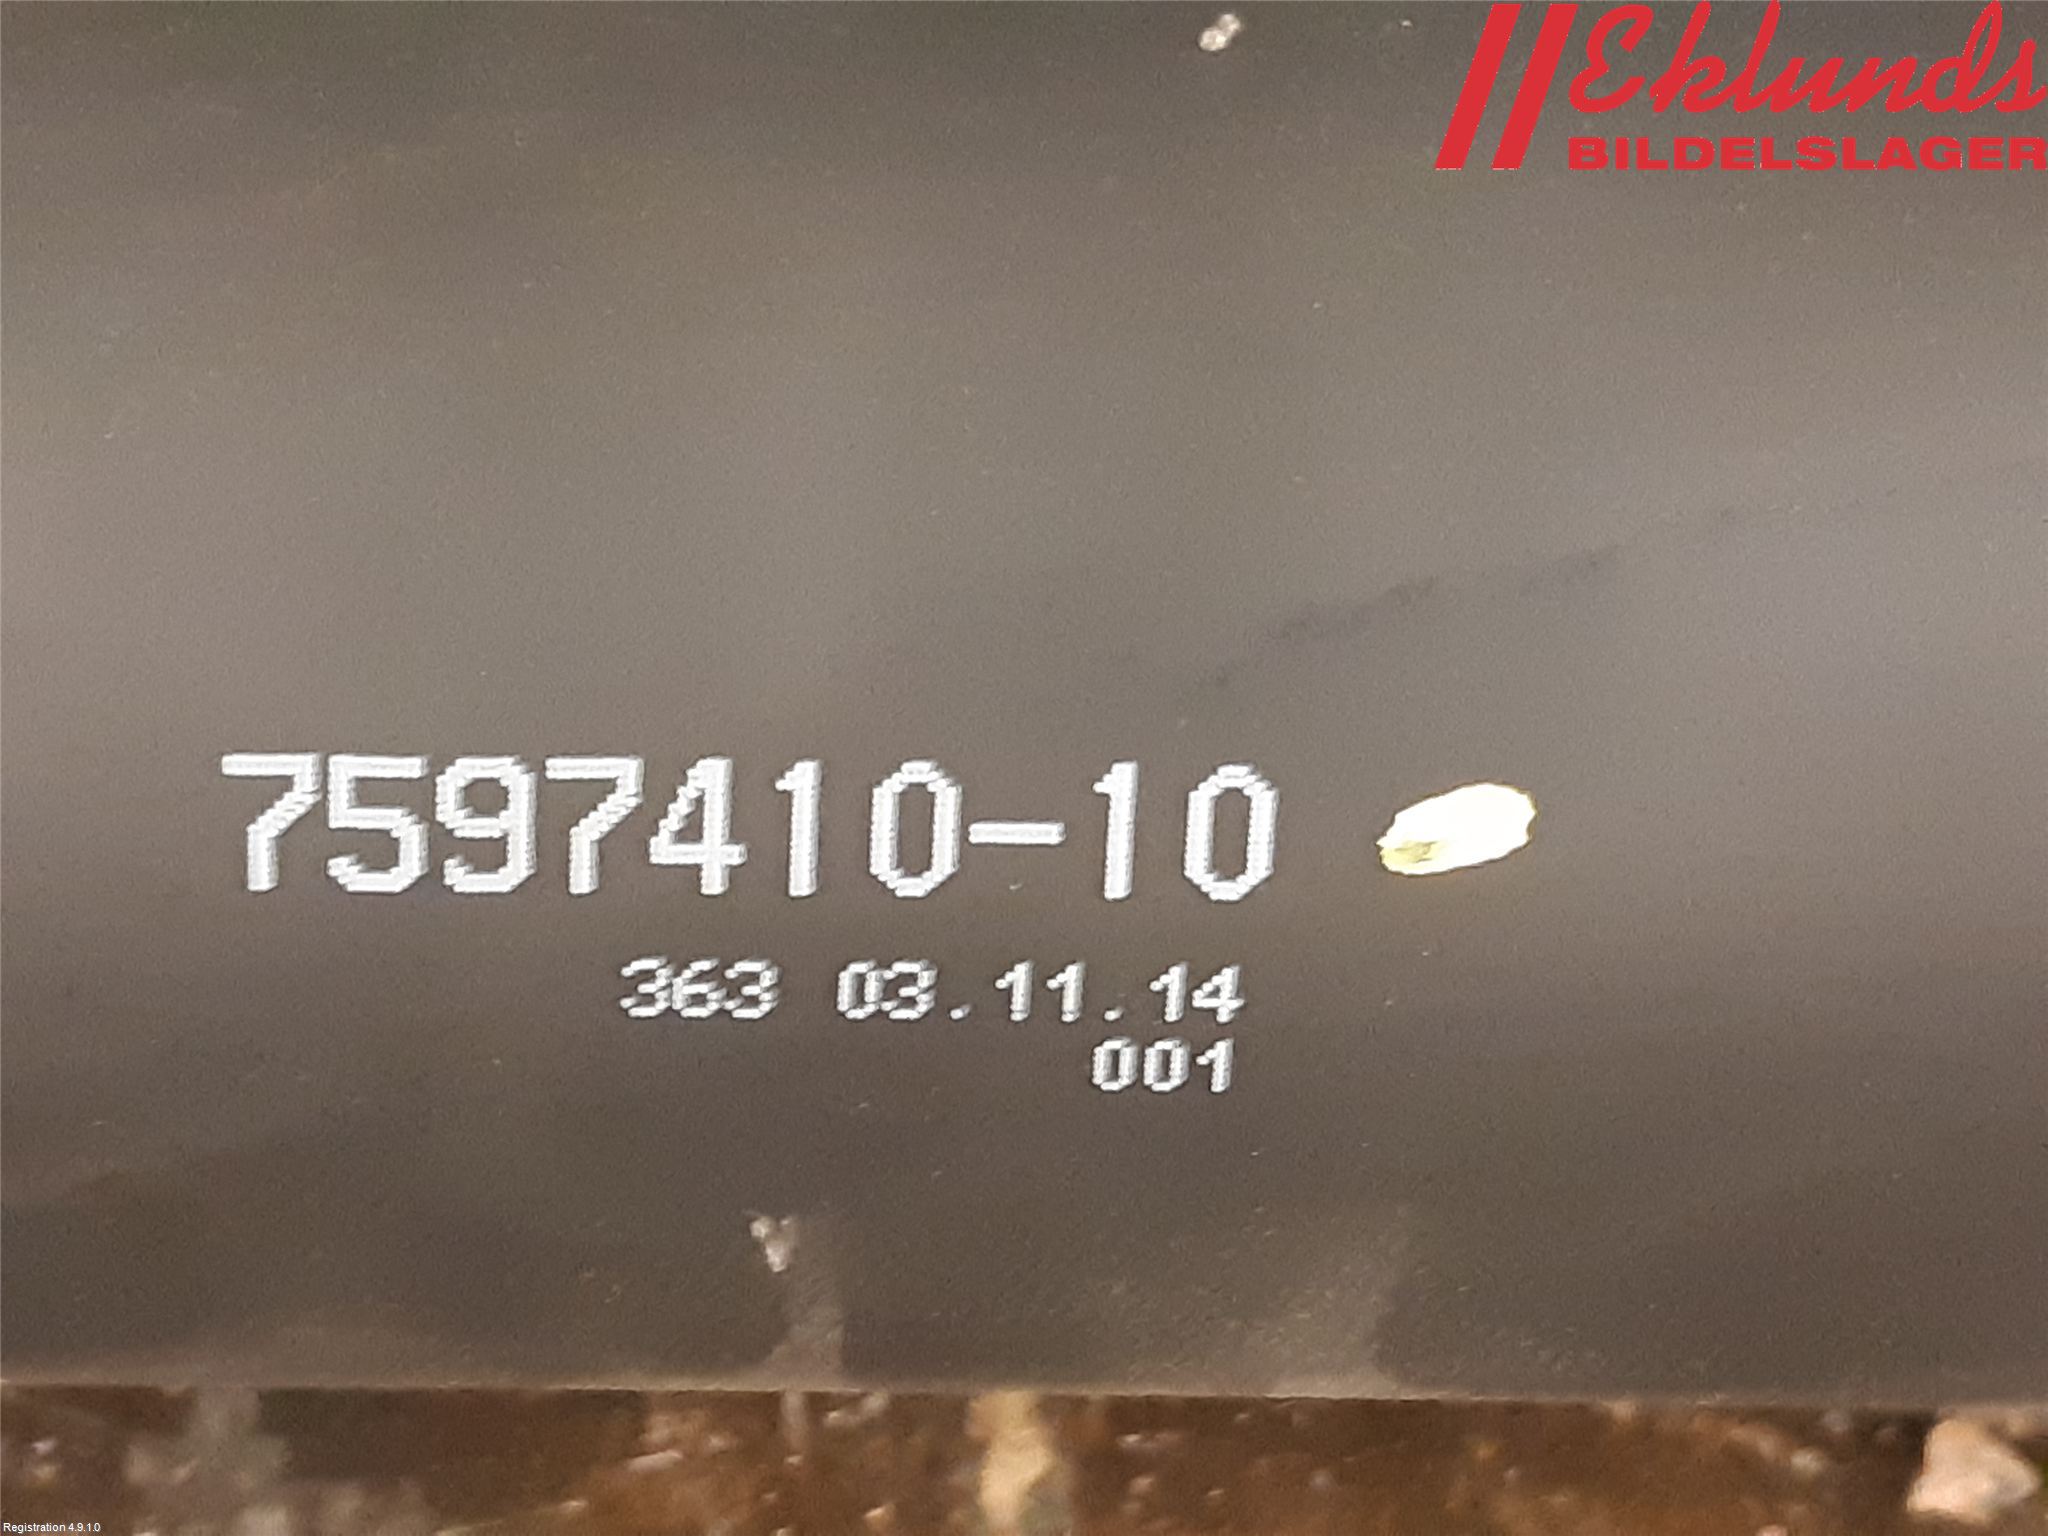 Eklunds
BILDELSLAGER
7597410-10
363 03.11.14
001
Registration 4.9.1.0